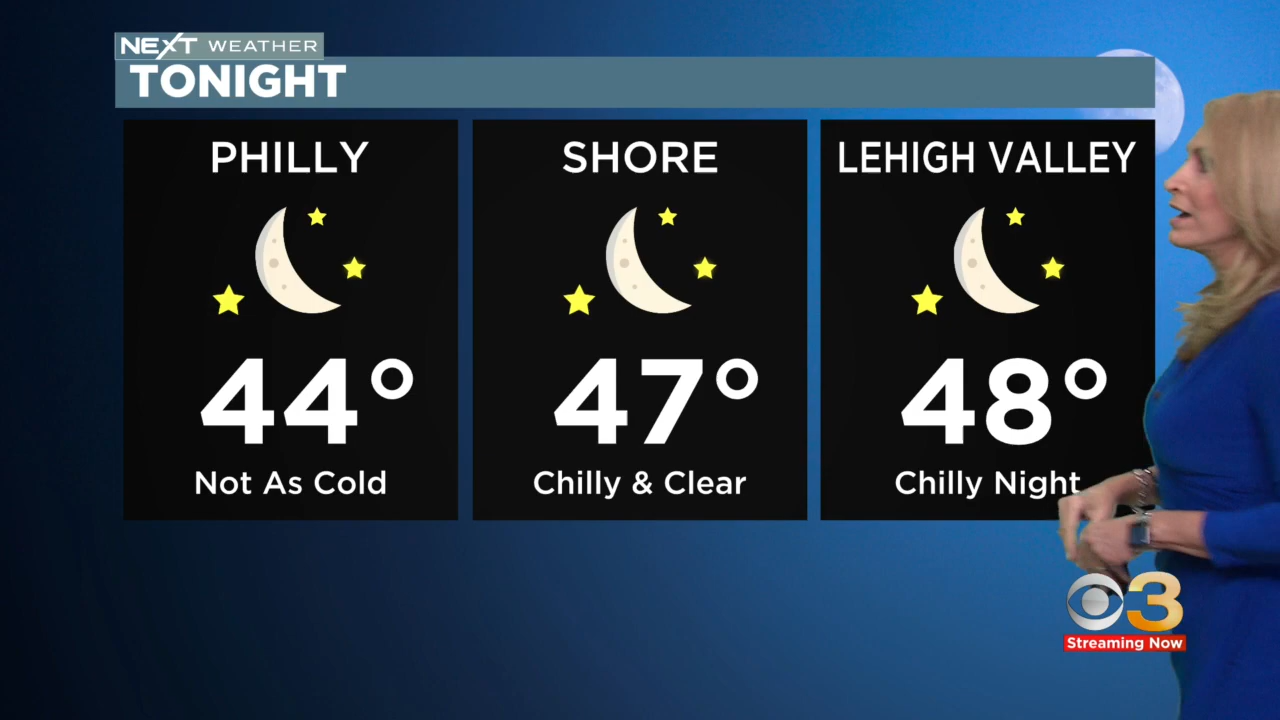 NEXT WEATHER
TONIGHT
PHILLY
44°
Not As Cold
SHORE
47°
Chilly & Clear
LEHIGH VALLEY
48°
Chilly Night
3
Streaming Now